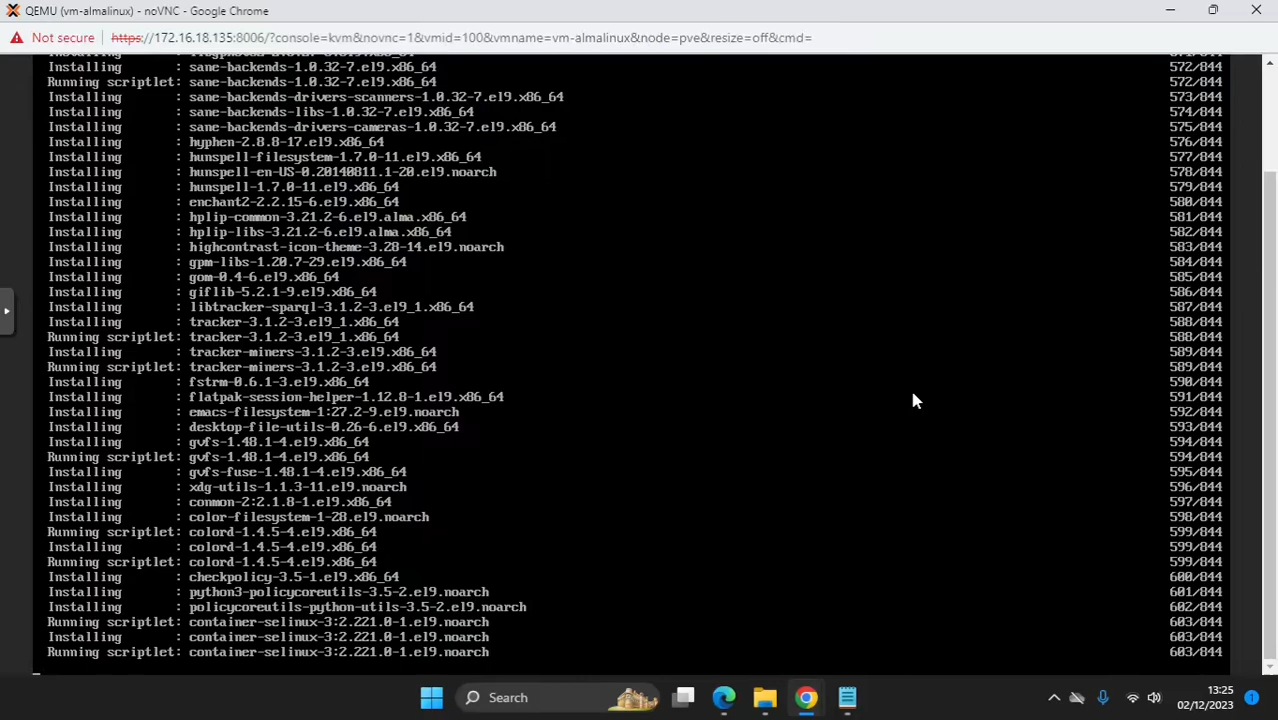 QEMU (vm-almalinux) - noVNC - Google Chrome
Not secure | https://172.16.18.135:8006/?console=kvm&novnc=1&vmid=100&vmname=vm-almalinux&node=pve&resize=off&cmd=
Installing : sane-backends-1.0.32-7.el9.x86_64 572/844
Running scriptlet: sane-backends-1.0.32-7.el9.x86_64 572/844
Installing : sane-backends-drivers-scanners-1.0.32-7.el9.x86_64 573/844
Installing : sane-backends-libs-1.0.32-7.el9.x86_64 574/844
Installing : sane-backends-drivers-cameras-1.0.32-7.el9.x86_64 575/844
Installing : hyphen-2.8.8-17.el9.x86_64 576/844
Installing : hunspell-filesystem-1.7.0-11.el9.x86_64 577/844
Installing : hunspell-en-US-0.20140811.1-20.el9.noarch 578/844
Installing : hunspell-1.7.0-11.el9.x86_64 579/844
Installing : enchant2-2.2.15-6.el9.x86_64 580/844
Installing : hplip-common-3.21.2-6.el9.alma.x86_64 581/844
Installing : hplip-libs-3.21.2-6.el9.alma.x86_64 582/844
Installing : highcontrast-icon-theme-3.28-14.el9.noarch 583/844
Installing : gpm-libs-1.20.7-29.el9.x86_64 584/844
Installing : gom-0.4-6.el9.x86_64 585/844
Installing : giflib-5.2.1-9.el9.x86_64 586/844
Installing : libtracker-sparql-3.1.2-3.el9_1.x86_64 587/844
Installing : tracker-3.1.2-3.el9_1.x86_64 588/844
Running scriptlet: tracker-3.1.2-3.el9_1.x86_64 588/844
Installing : tracker-miners-3.1.2-3.el9.x86_64 589/844
Running scriptlet: tracker-miners-3.1.2-3.el9.x86_64 589/844
Installing : fstrm-0.6.1-3.el9.x86_64 590/844
Installing : flatpak-session-helper-1.12.8-1.el9.x86_64 591/844
Installing : emacs-filesystem-1:27.2-9.el9.noarch 592/844
Installing : desktop-file-utils-0.26-6.el9.x86_64 593/844
Installing : gvfs-1.48.1-4.el9.x86_64 594/844
Running scriptlet: gvfs-1.48.1-4.el9.x86_64 594/844
Installing : gvfs-fuse-1.48.1-4.el9.x86_64 595/844
Installing : xdg-utils-1.1.3-11.el9.noarch 596/844
Installing : conmon-2:2.1.8-1.el9.x86_64 597/844
Installing : color-filesystem-1-28.el9.noarch 598/844
Running scriptlet: colord-1.4.5-4.el9.x86_64 599/844
Installing : colord-1.4.5-4.el9.x86_64 599/844
Running scriptlet: colord-1.4.5-4.el9.x86_64 599/844
Installing : checkpolicy-3.5-1.el9.x86_64 600/844
Installing : python3-policycoreutils-3.5-2.el9.noarch 601/844
Installing : policycoreutils-python-utils-3.5-2.el9.noarch 602/844
Running scriptlet: container-selinux-3:2.221.0-1.el9.noarch 603/844
Installing : container-selinux-3:2.221.0-1.el9.noarch 603/844
Running scriptlet: container-selinux-3:2.221.0-1.el9.noarch 603/844
Search
13:25
02/12/2023
1